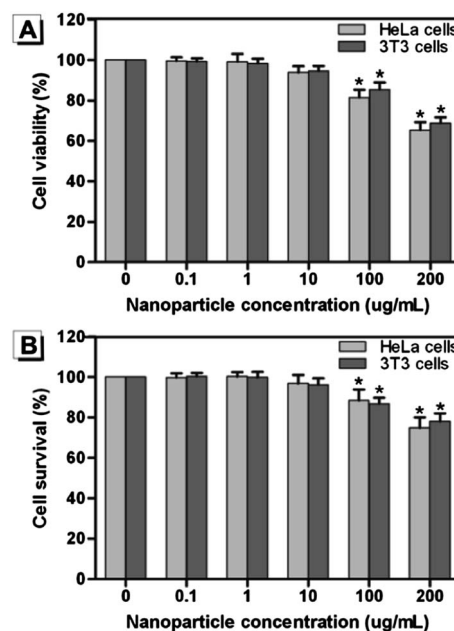 A
120
100
80
60
40
20
0
Cell viability (%)
HeLa cells
3T3 cells
* * * *
0 0.1 1 10 100 200
Nanoparticle concentration (ug/mL)
B
120
100
80
60
40
20
0
Cell survival (%)
HeLa cells
3T3 cells
* * * *
0 0.1 1 10 100 200
Nanoparticle concentration (ug/mL)